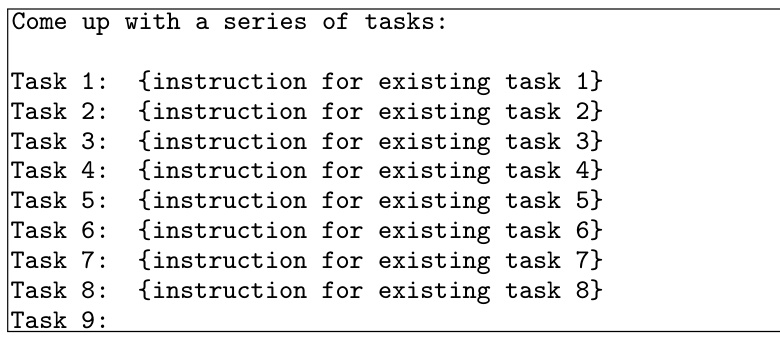 Come up with a series of tasks:
Task 1: {instruction for existing task 1}
Task 2: {instruction for existing task 2}
Task 3: {instruction for existing task 3}
Task 4: {instruction for existing task 4}
Task 5: {instruction for existing task 5}
Task 6: {instruction for existing task 6}
Task 7: {instruction for existing task 7}
Task 8: {instruction for existing task 8}
Task 9: